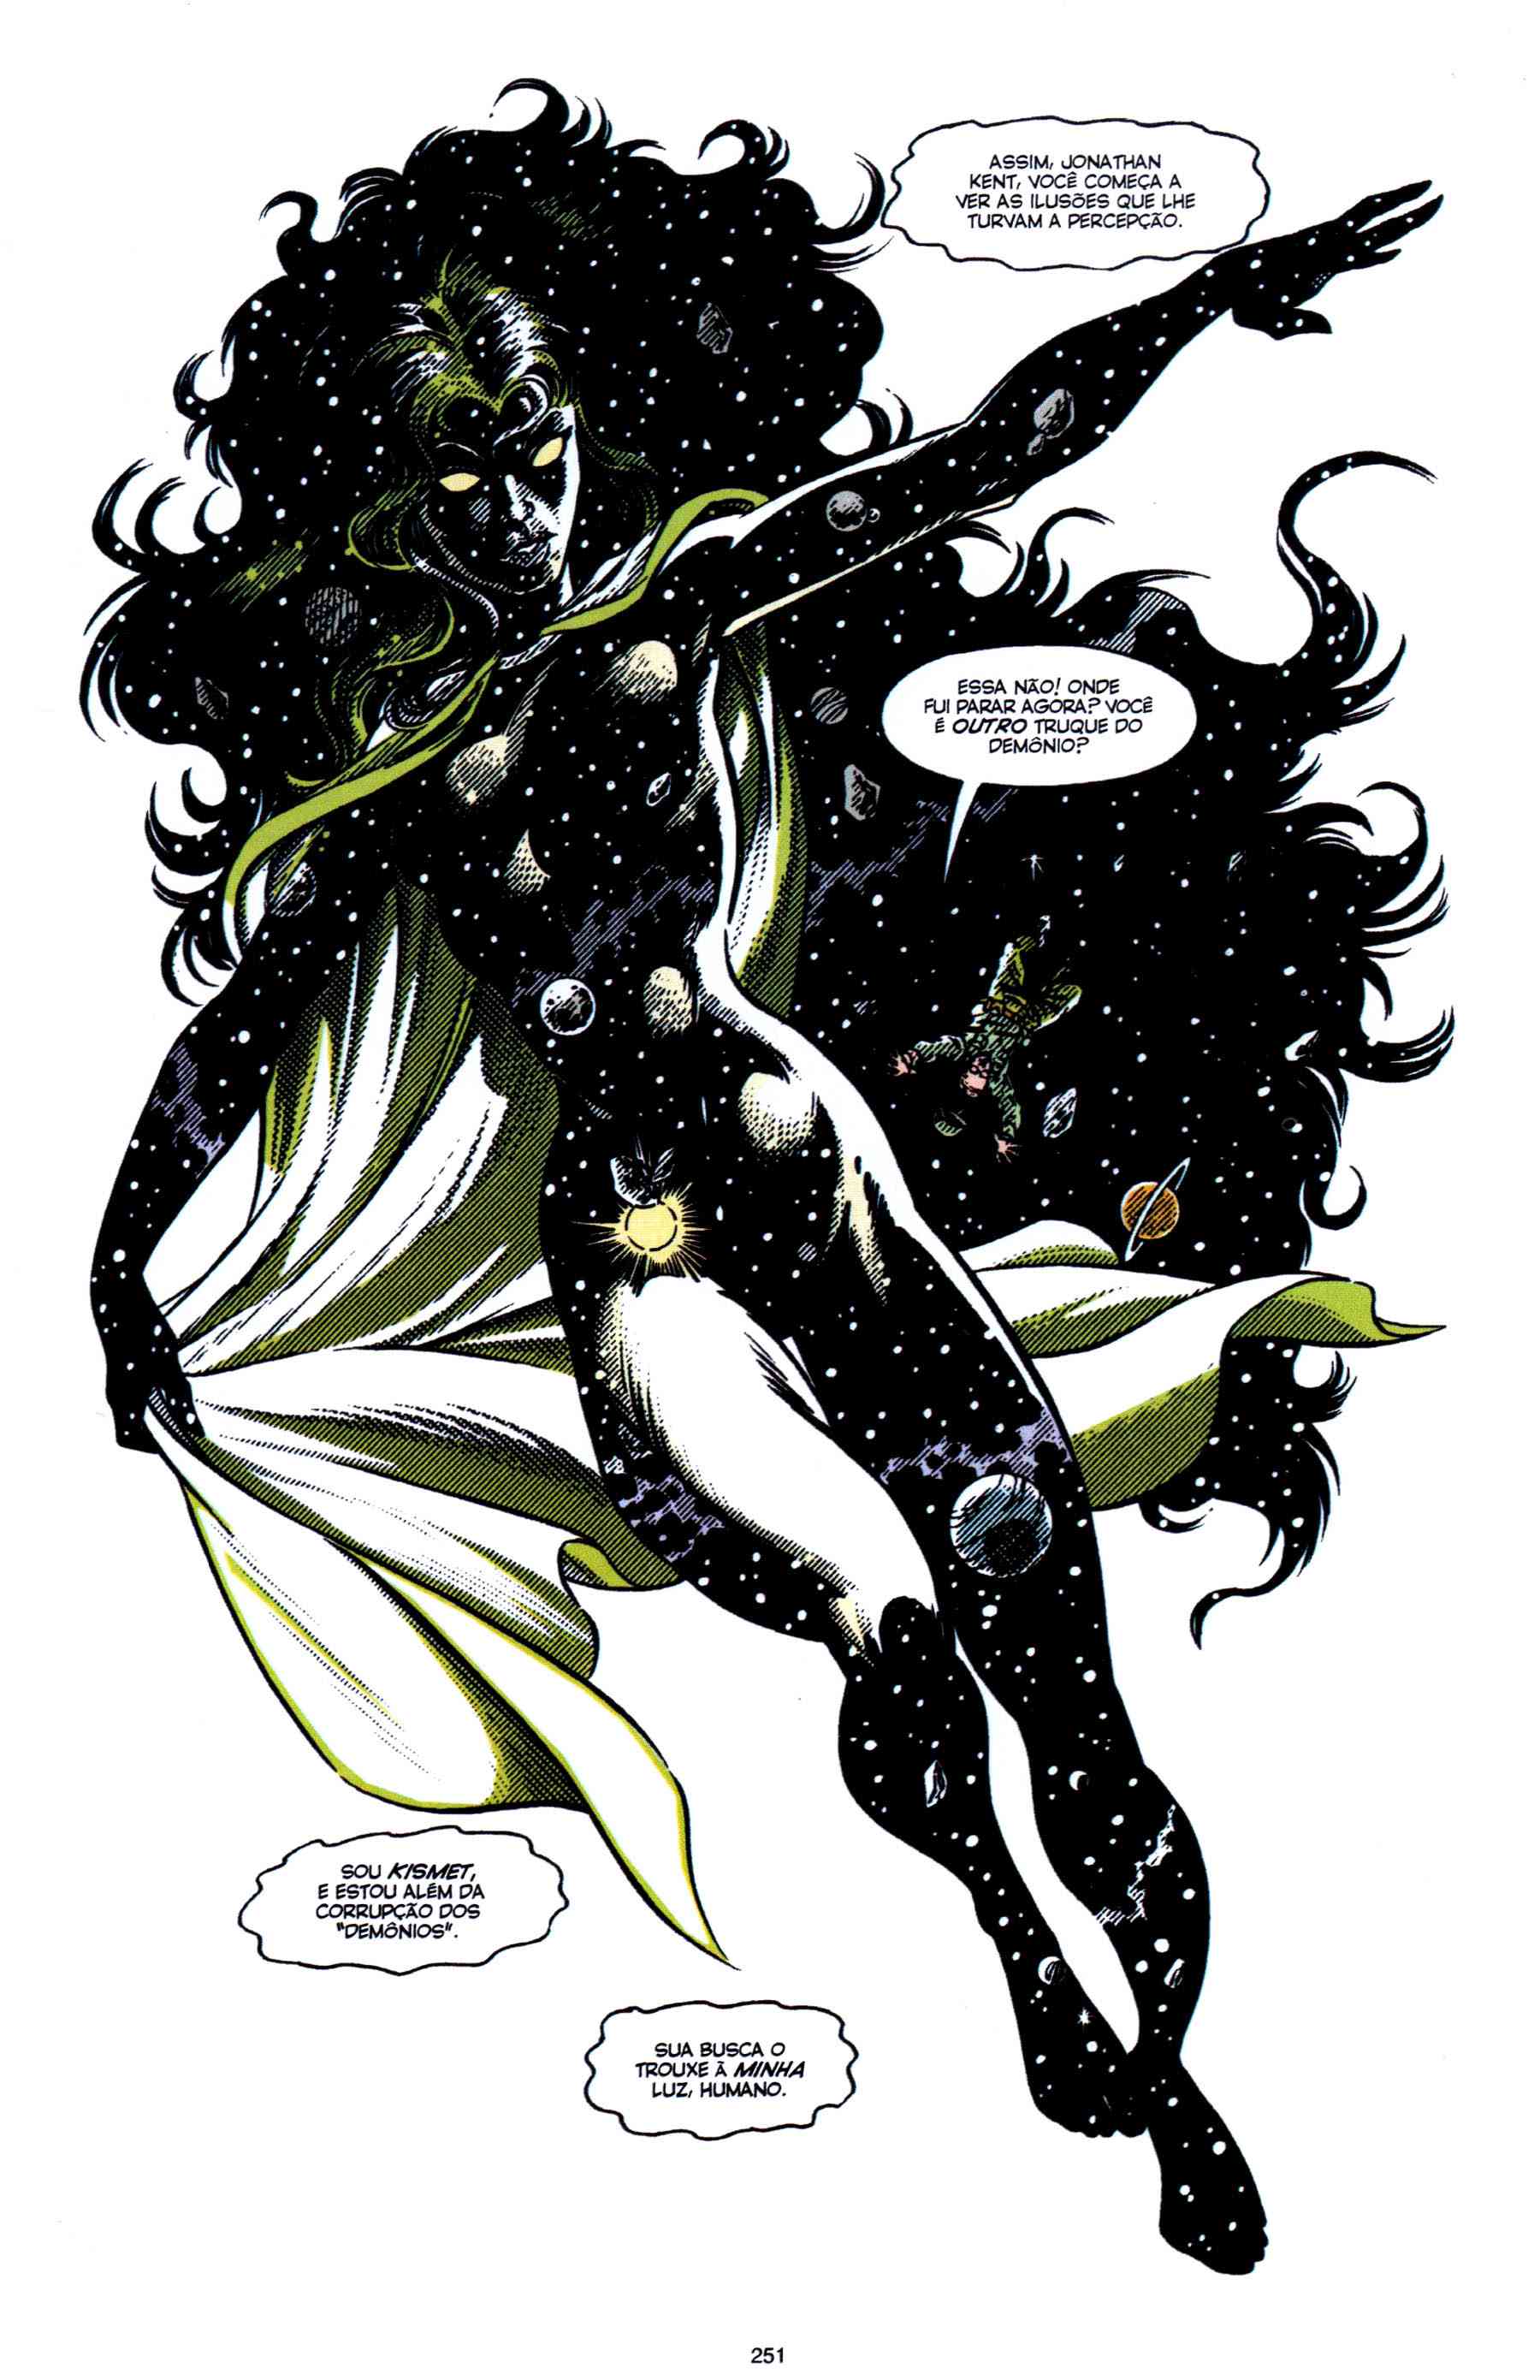 ASSIM, JONATHAN
KENT, VOCÊ COMEÇA A
VER AS ILUSÕES QUE LHE
TURVAM A PERCEPÇÃO.
ESSA NÃO! ONDE
FUI PARAR AGORA? VOCÊ
É OUTRO TRUQUE DO
DEMÔNIO?
SOU KISMET,
E ESTOU ALÉM DA
CORRUPÇÃO DOS
"DEMÔNIOS".
SUA BUSCA O
TROUXE À MINHA
LUZ, HUMANO.
251